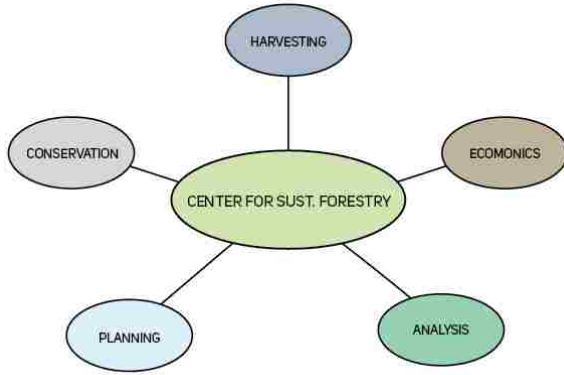 HARVESTING
CONSERVATION
ECOMONICS
CENTER FOR SUST. FORESTRY
PLANNING
ANALYSIS